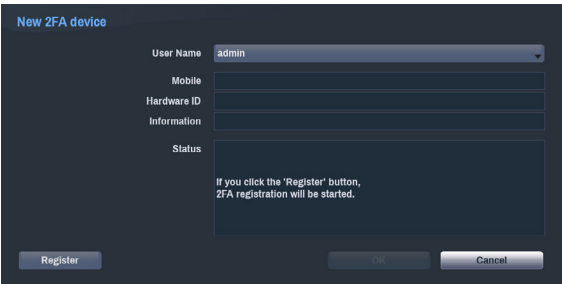 New 2FA device
User Name admin
Mobile
Hardware ID
Information
Status
If you click the 'Register' button,
2FA registration will be started.
Register OK Cancel